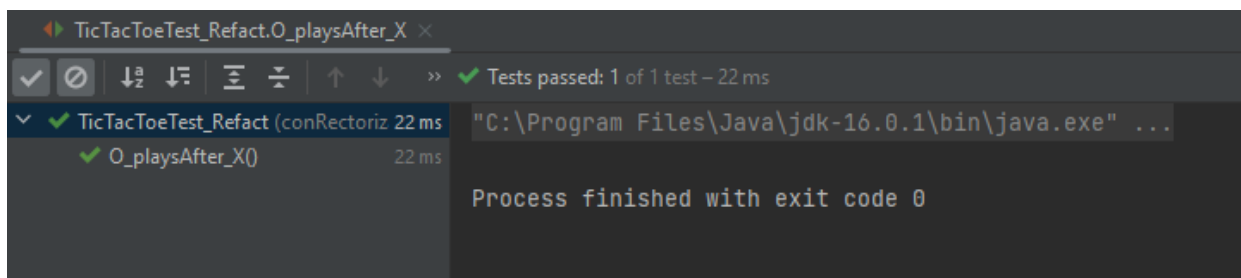 TicTacToeTest_Refact.O_playsAfter_X
Tests passed: 1 of 1 test – 22 ms
TicTacToeTest_Refact (conRectoriz 22 ms
O_playsAfter_X() 22 ms
"C:\Program Files\Java\jdk-16.0.1\bin\java.exe" ...
Process finished with exit code 0